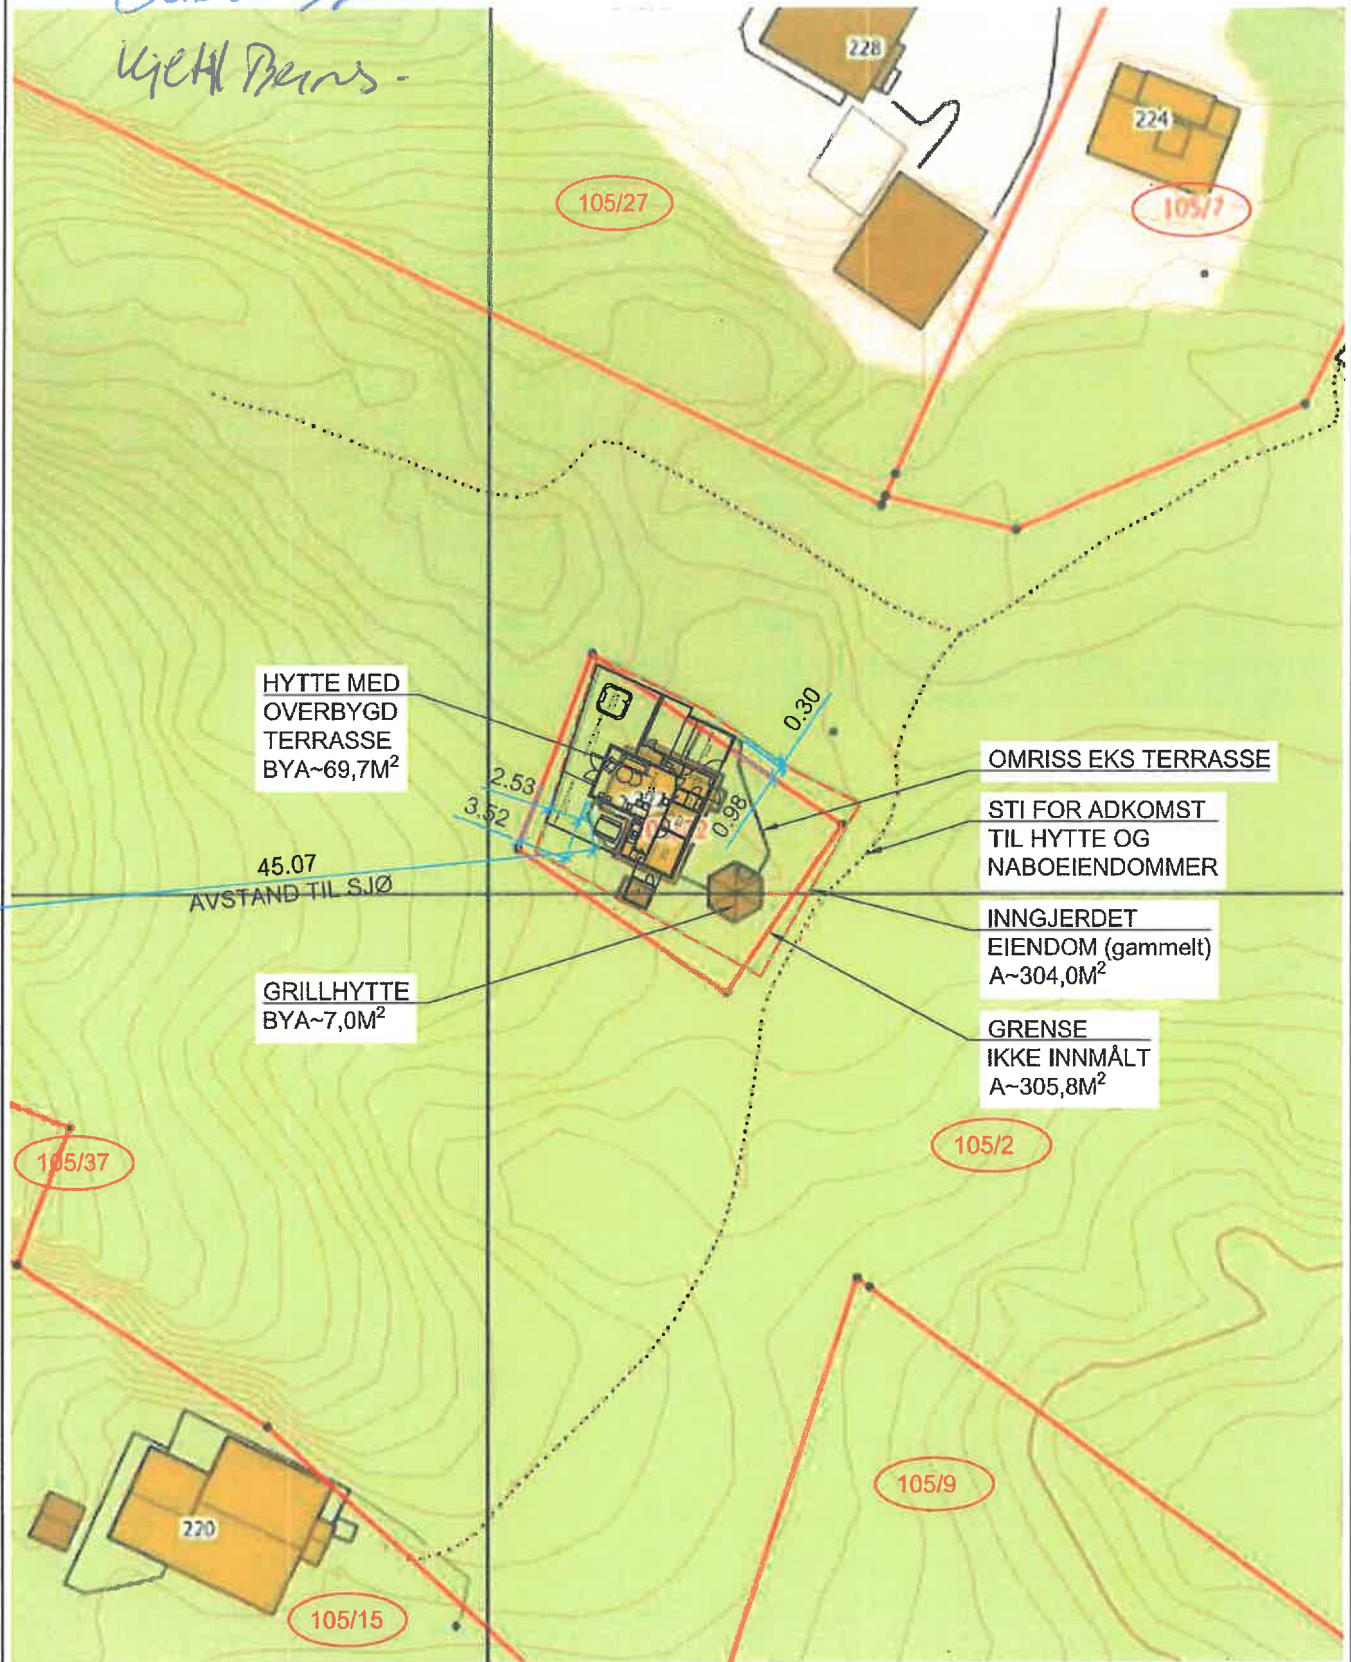 Kjetil
228
224
105/27
105/7
HYTTE MED
OVERBYGD
TERRASSE
BYA~69,7M²
0.30
2.53
3.52
0.98
OMRISS EKS TERRASSE
STI FOR ADKOMST
TIL HYTTE OG
NABOEIENDOMMER
45.07
AVSTAND TIL SJØ
INNGJERDET
EIENDOM (gammelt)
A~304,0M²
GRILLHYTTE
BYA~7,0M²
GRENSE
IKKE INNMÅLT
A~305,8M²
105/37
105/2
105/9
220
105/15